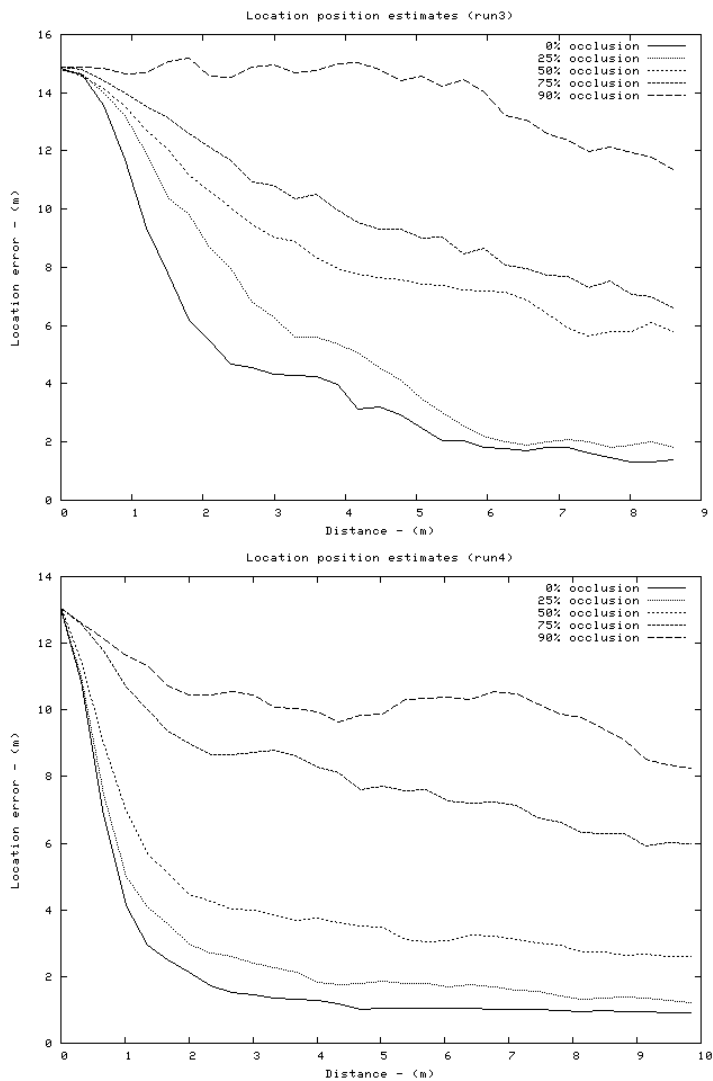 Location position estimates (run3)
16
14
12
10
8
6
4
2
0
Location error - (m)
0% occlusion
25% occlusion
50% occlusion
75% occlusion
90% occlusion
0 1 2 3 4 5 6 7 8 9
Distance - (m)
Location position estimates (run4)
14
12
10
8
6
4
2
0
Location error - (m)
0% occlusion
25% occlusion
50% occlusion
75% occlusion
90% occlusion
0 1 2 3 4 5 6 7 8 9 10
Distance - (m)